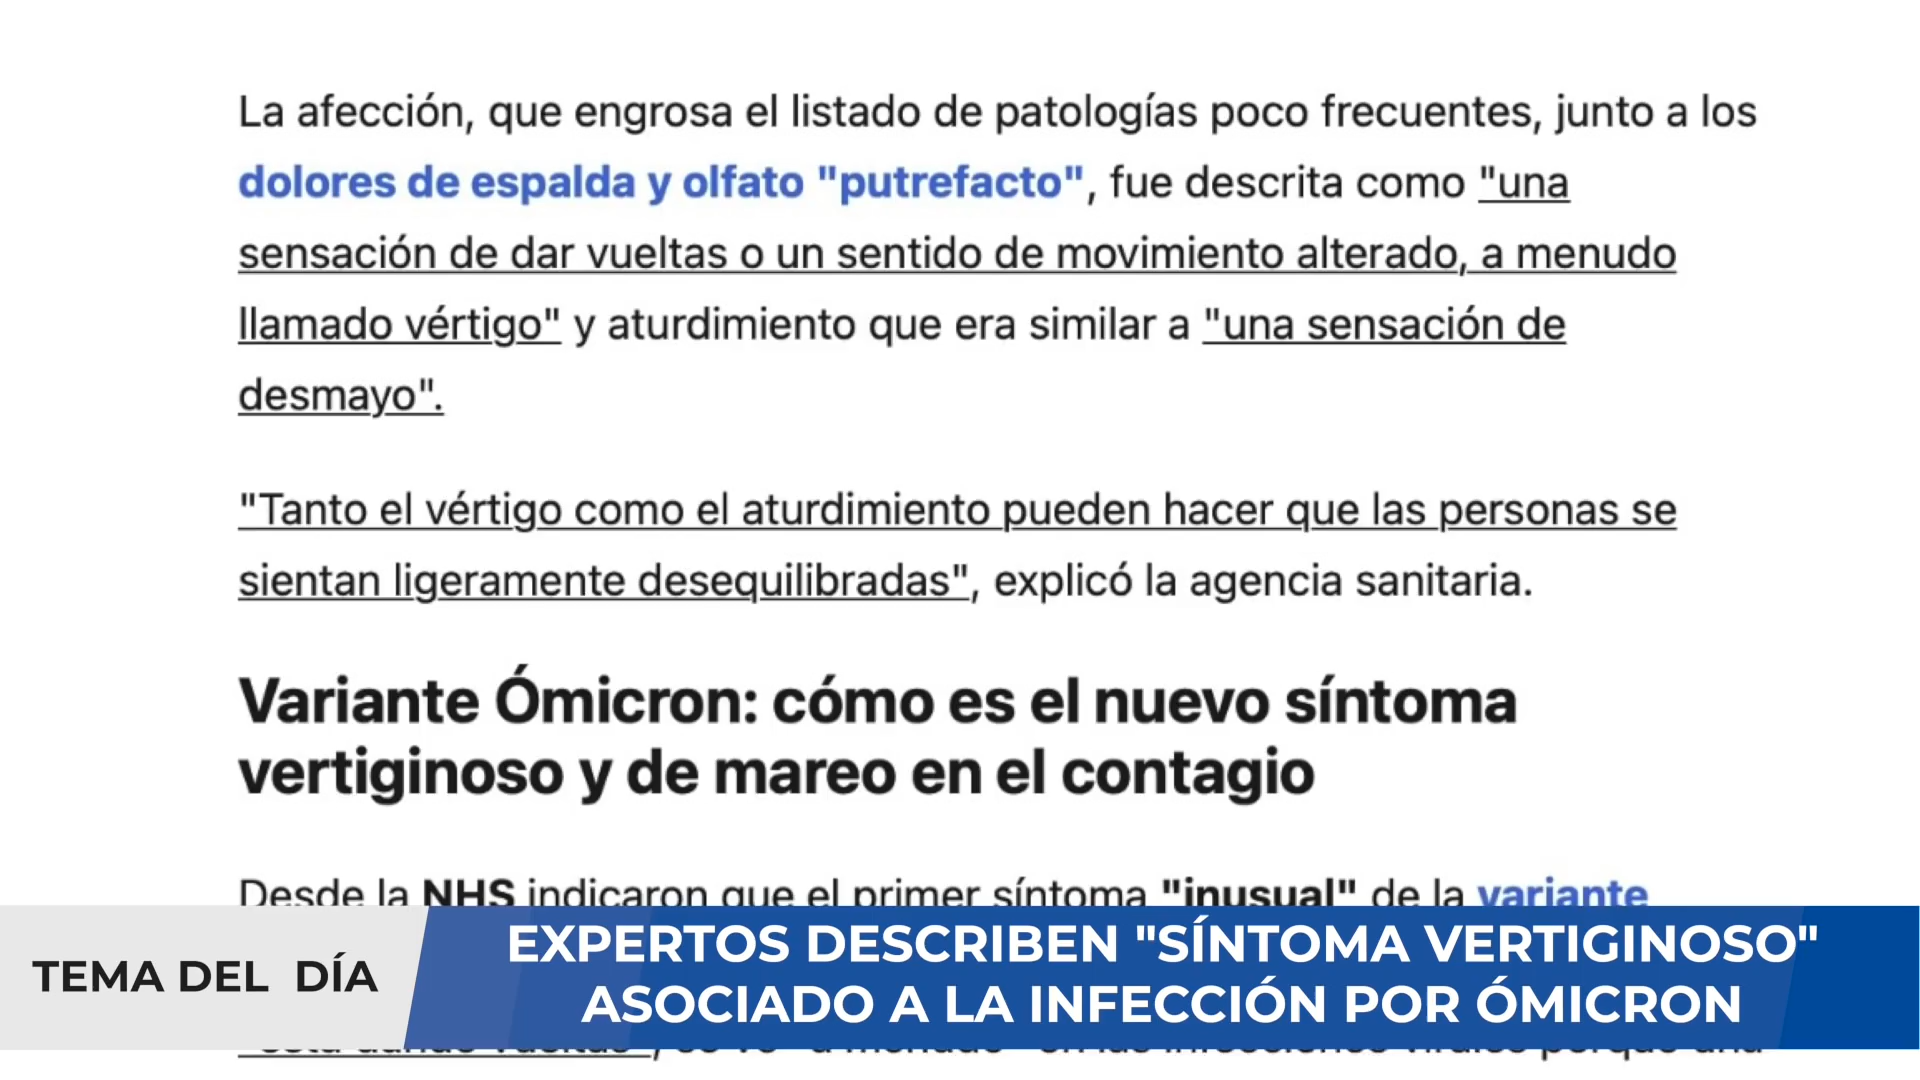 La afección, que engrosa el listado de patologías poco frecuentes, junto a los
dolores de espalda y olfato "putrefacto", fue descrita como "una
sensación de dar vueltas o un sentido de movimiento alterado, a menudo
llamado vértigo" y aturdimiento que era similar a "una sensación de
desmayo".
"Tanto el vértigo como el aturdimiento pueden hacer que las personas se
sientan ligeramente desequilibradas", explicó la agencia sanitaria.
Variante Ómicron: cómo es el nuevo síntoma
vertiginoso y de mareo en el contagio
Desde la NHS indicaron que el primer síntoma "inusual" de la variante
TEMA DEL DÍA
EXPERTOS DESCRIBEN "SÍNTOMA VERTIGINOSO"
ASOCIADO A LA INFECCIÓN POR ÓMICRON